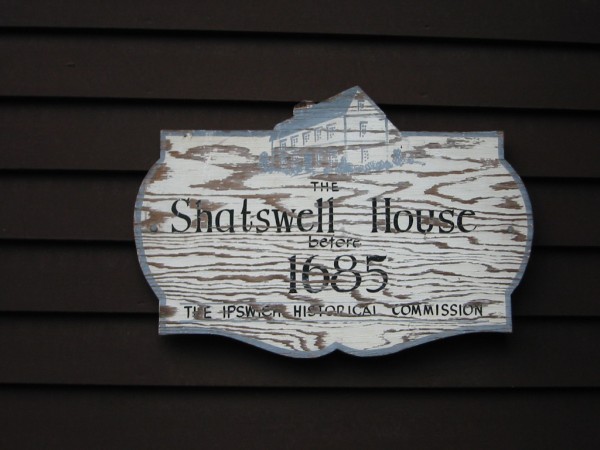 THE
Shatswell House
before
1685
THE IPSWICH HISTORICAL COMMISSION